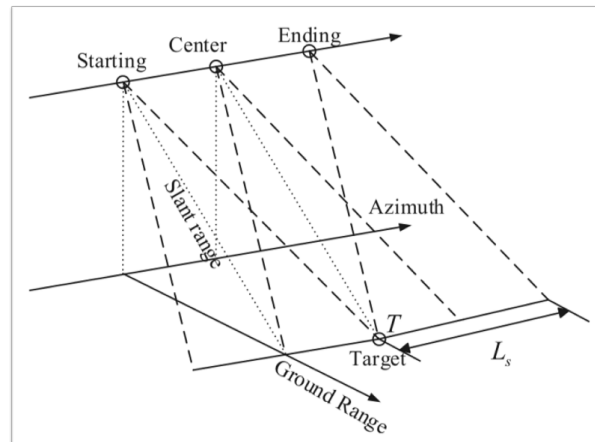 Ending
Center
Starting
Slant range
Azimuth
T
Target
L_s
Ground Range